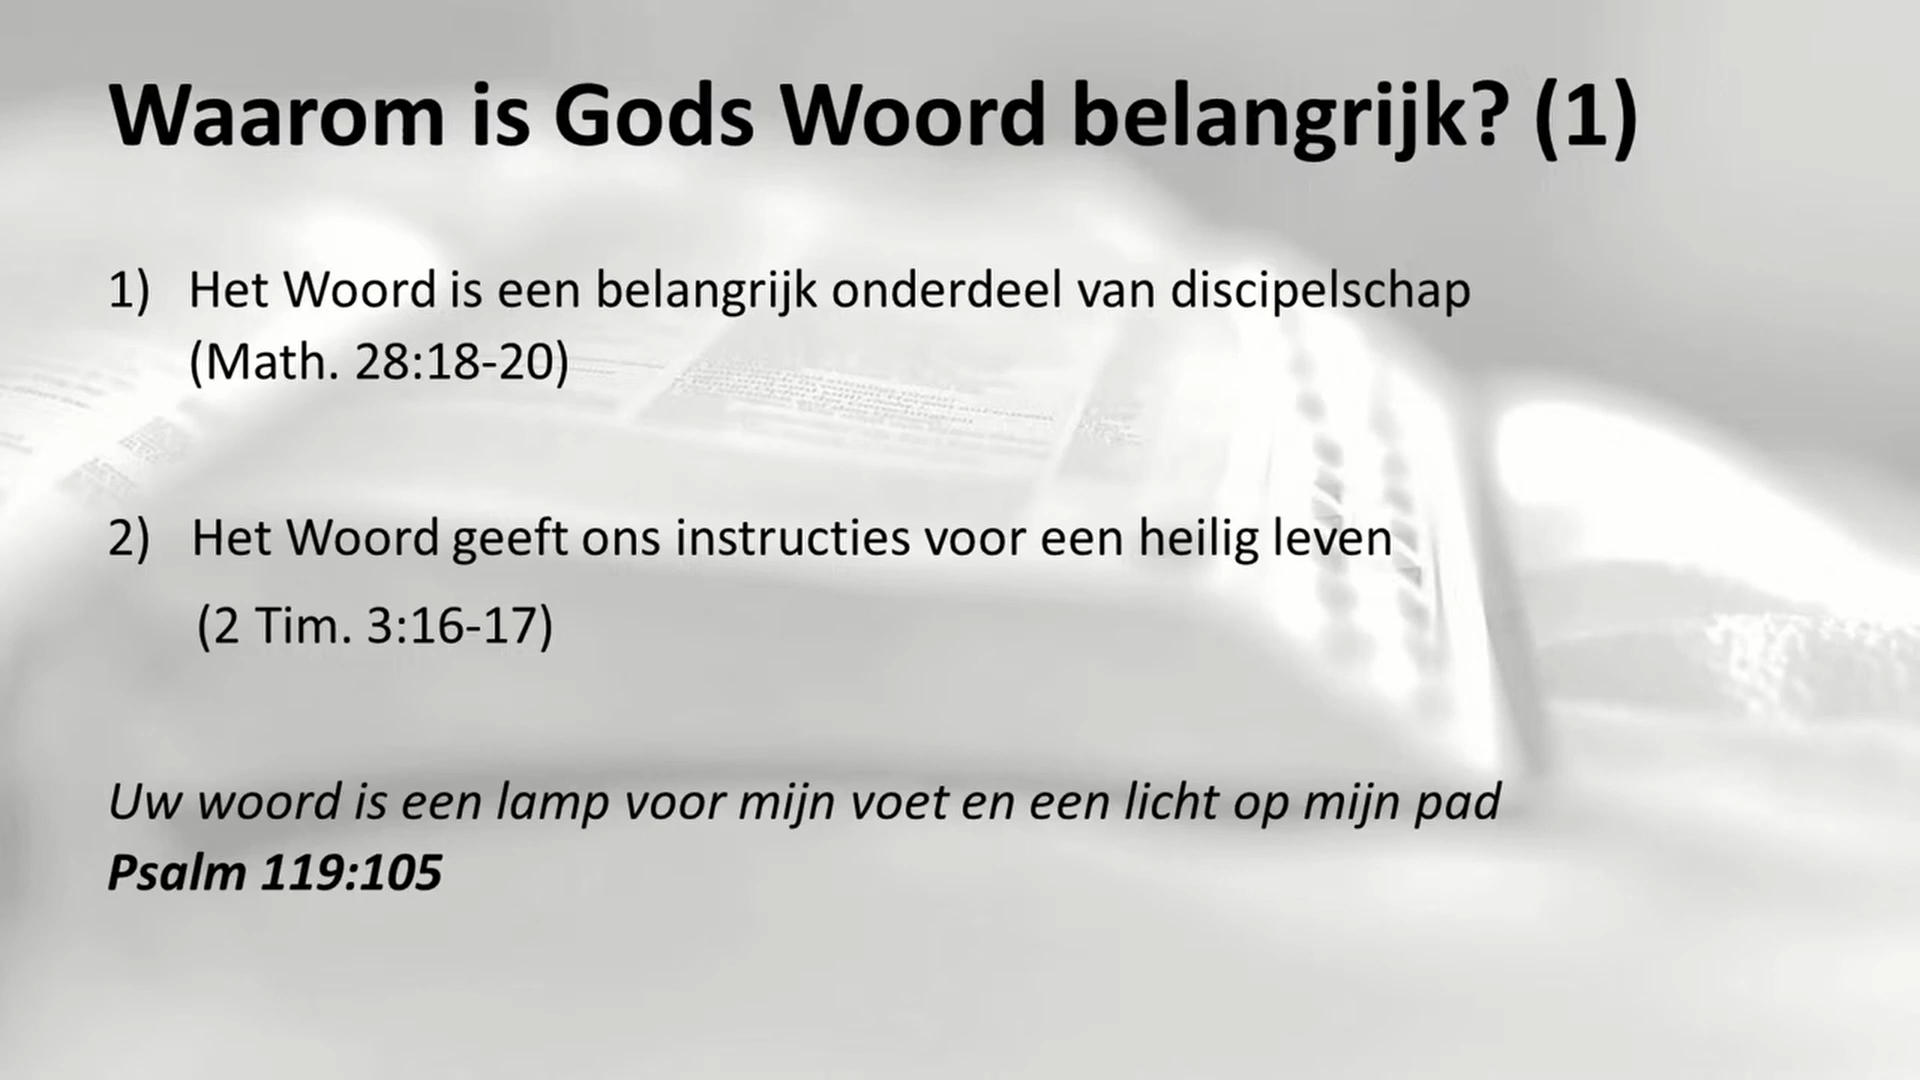 Waarom is Gods Woord belangrijk? (1)
1) Het Woord is een belangrijk onderdeel van discipelschap
(Math. 28:18-20)
2) Het Woord geeft ons instructies voor een heilig leven
(2 Tim. 3:16-17)
Uw woord is een lamp voor mijn voet en een licht op mijn pad
Psalm 119:105